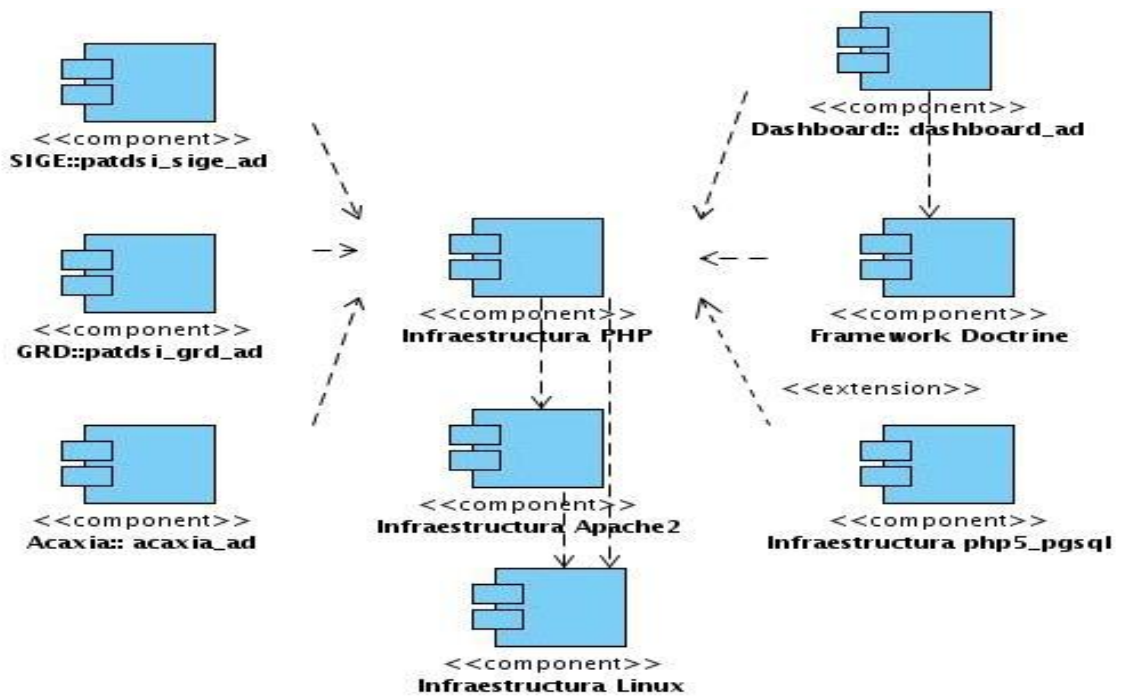 <<component>>
SIGE::patdsi_sige_ad
<<component>>
Dashboard:: dashboard_ad
<<component>>
GRD::patdsi_grd_ad
<<component>>
Infraestructura PHP
<<component>>
Framework Doctrine
<<extension>>
<<component>>
Acaxia:: acaxia_ad
<<component>>
Infraestructura Apache2
<<component>>
Infraestructura php5_pgsql
<<component>>
Infraestructura Linux